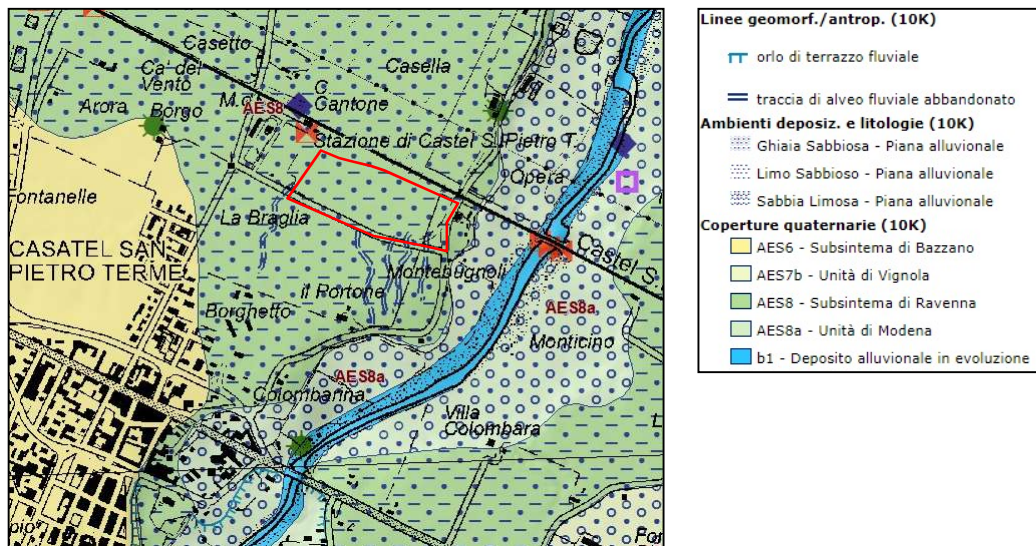 Casetto
Ca' del
Vento
Casella
C
Cantone
Arora
Borgo
M.d.
AES8
Stazione di Castel S. Pietro T.
Opera
Fontanelle
La Braglia
CASATEL SAN
PIETRO TERME
Montebugnoli
Castel S.
il Portone
Borghetto
AES8a
Monticino
AES8a
Colombarina
Villa
Colombara
L
Linee geomorf./antrop. (10K)
orlo di terrazzo fluviale
traccia di alveo fluviale abbandonato
Ambienti deposiz. e litologie (10K)
Ghiaia Sabbiosa - Piana alluvionale
Limo Sabbioso - Piana alluvionale
Sabbia Limosa - Piana alluvionale
Coperture quaternarie (10K)
AES6 - Subsintema di Bazzano
AES7b - Unità di Vignola
AES8 - Subsintema di Ravenna
AES8a - Unità di Modena
b1 - Deposito alluvionale in evoluzione